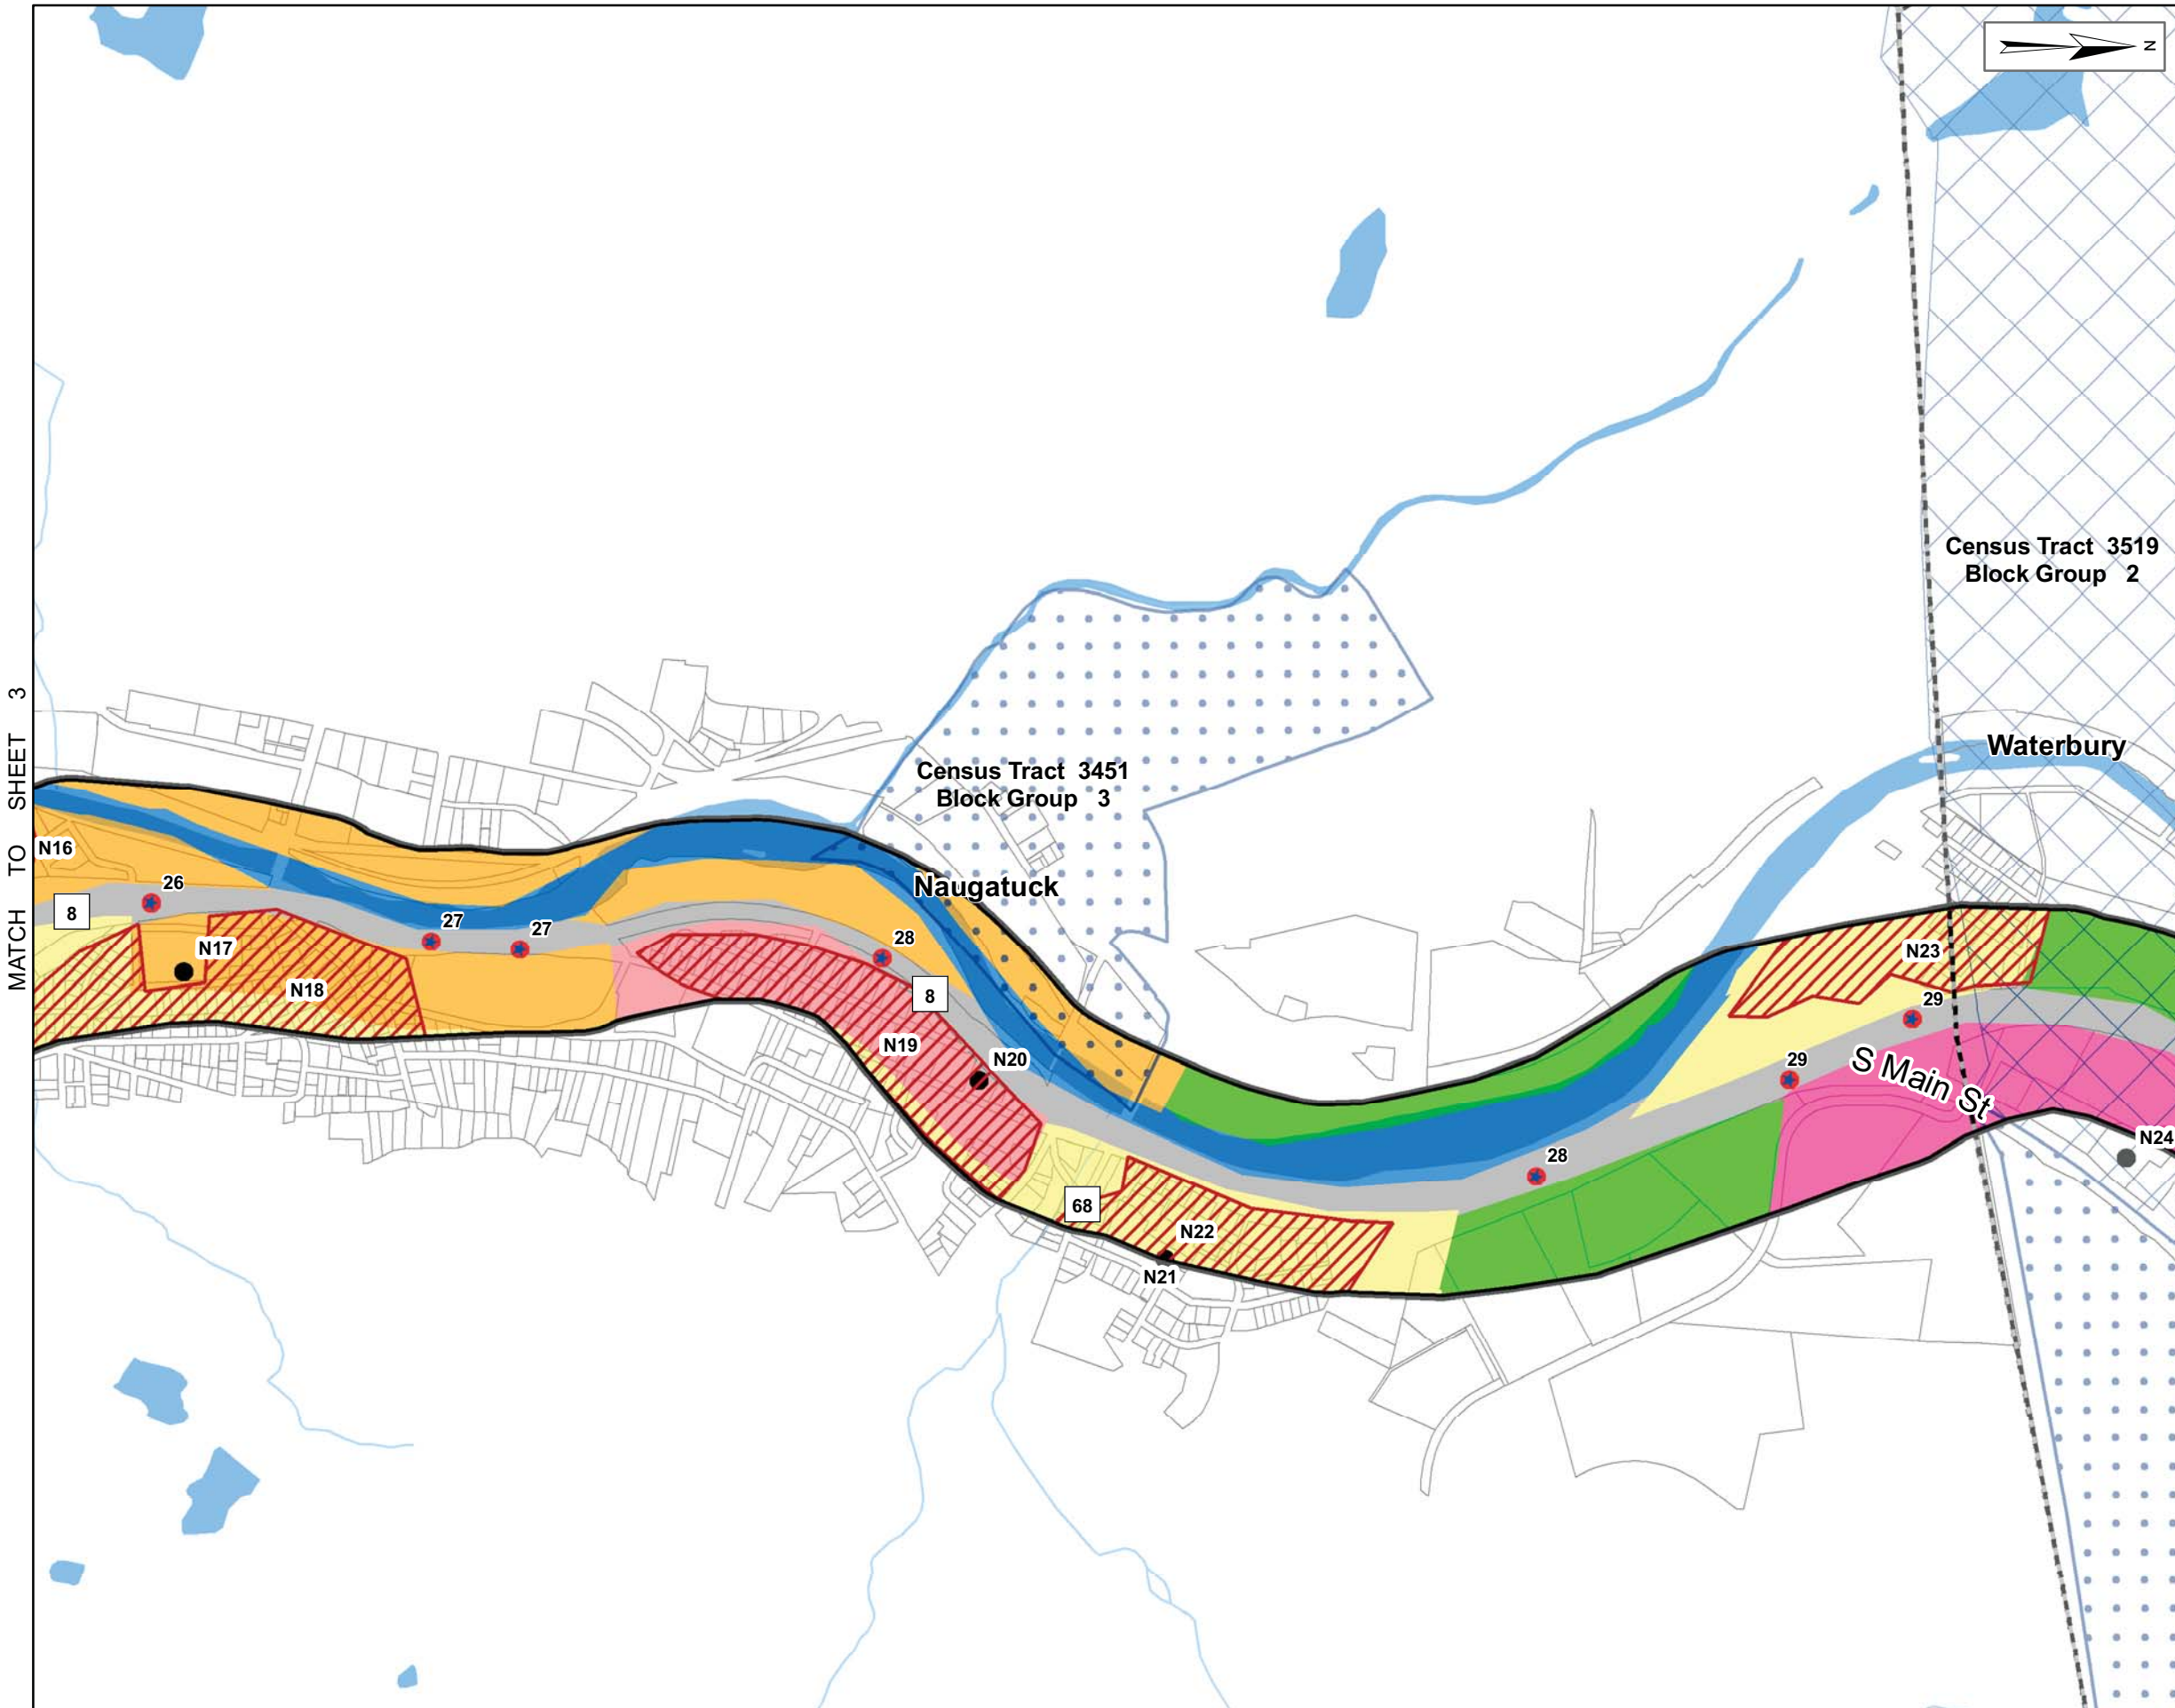 N
Census Tract 3519
Block Group 2
MATCH TO SHEET 3
Waterbury
Census Tract 3451
Block Group 3
N16
26
Naugatuck
8
27
27
28
N17
N18
8
N23
29
N19
N20
29
S Main St
N24
28
68
N22
N21